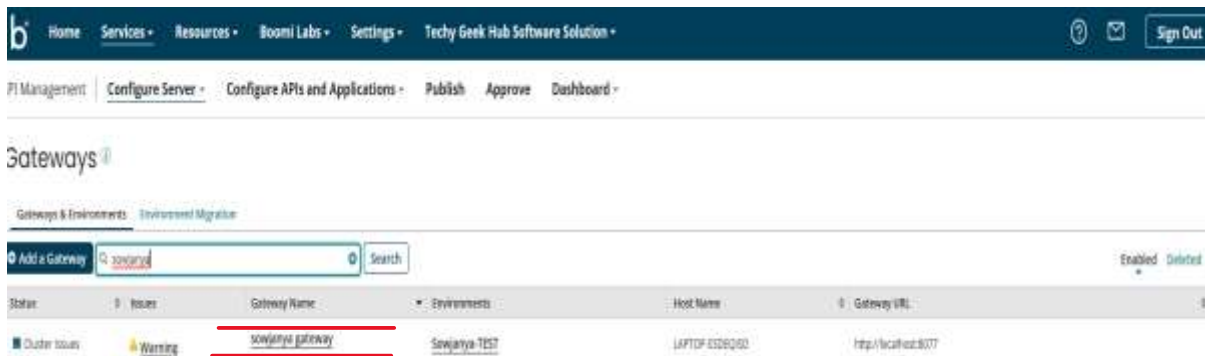 b Home Services Resources Boomi Labs Settings Techy Geek Hub Software Solution Sign Out
PI Management Configure Server Configure APIs and Applications Publish Approve Dashboard
Gateways
Gateways & Environments Environment Migration
Add a Gateway sowjanya Search Enabled Deleted
Status Issues Gateway Name Environments Host Name Gateway URL
Cluster Issues Warning sowjanya gateway Sowjanya-TEST http://localhost:8077